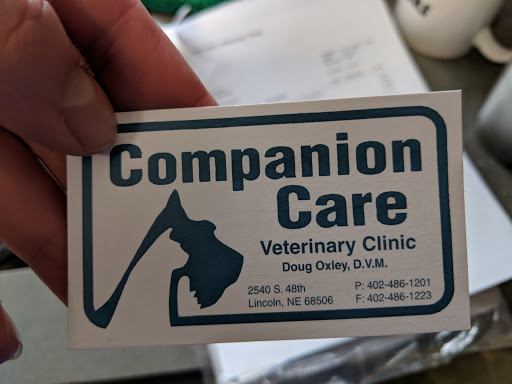 Companion
Care
Veterinary Clinic
Doug Oxley, D.V.M.
2540 S. 48th
Lincoln, NE 68506
P: 402-486-1201
F: 402-486-1223